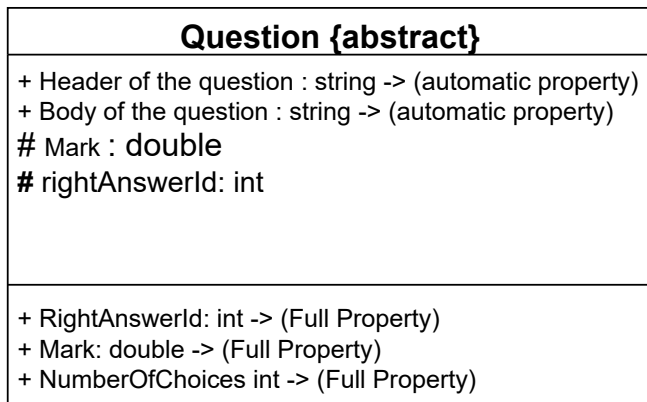 Question {abstract}
+ Header of the question : string -> (automatic property)
+ Body of the question : string -> (automatic property)
# Mark : double
# rightAnswerId: int
+ RightAnswerId: int -> (Full Property)
+ Mark: double -> (Full Property)
+ NumberOfChoices int -> (Full Property)